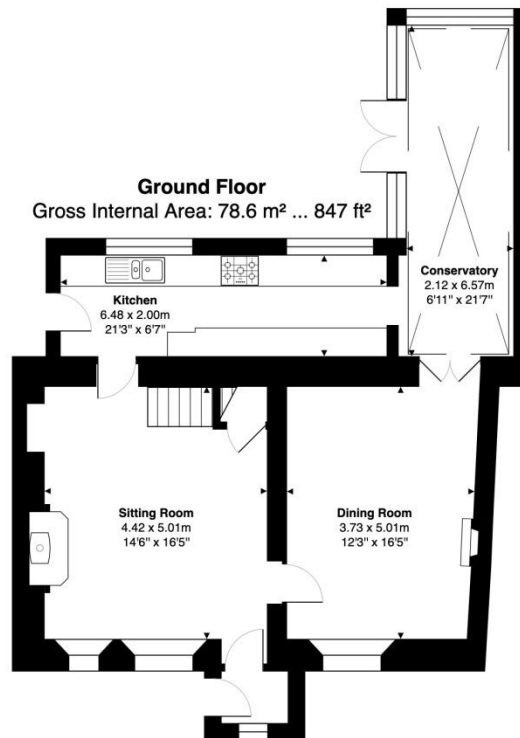 Ground Floor
Gross Internal Area: 78.6 m² ... 847 ft²
Conservatory
2.12 x 6.57m
6'11" x 21'7"
Kitchen
6.48 x 2.00m
21'3" x 6'7"
Sitting Room
4.42 x 5.01m
14'6" x 16'5"
Dining Room
3.73 x 5.01m
12'3" x 16'5"